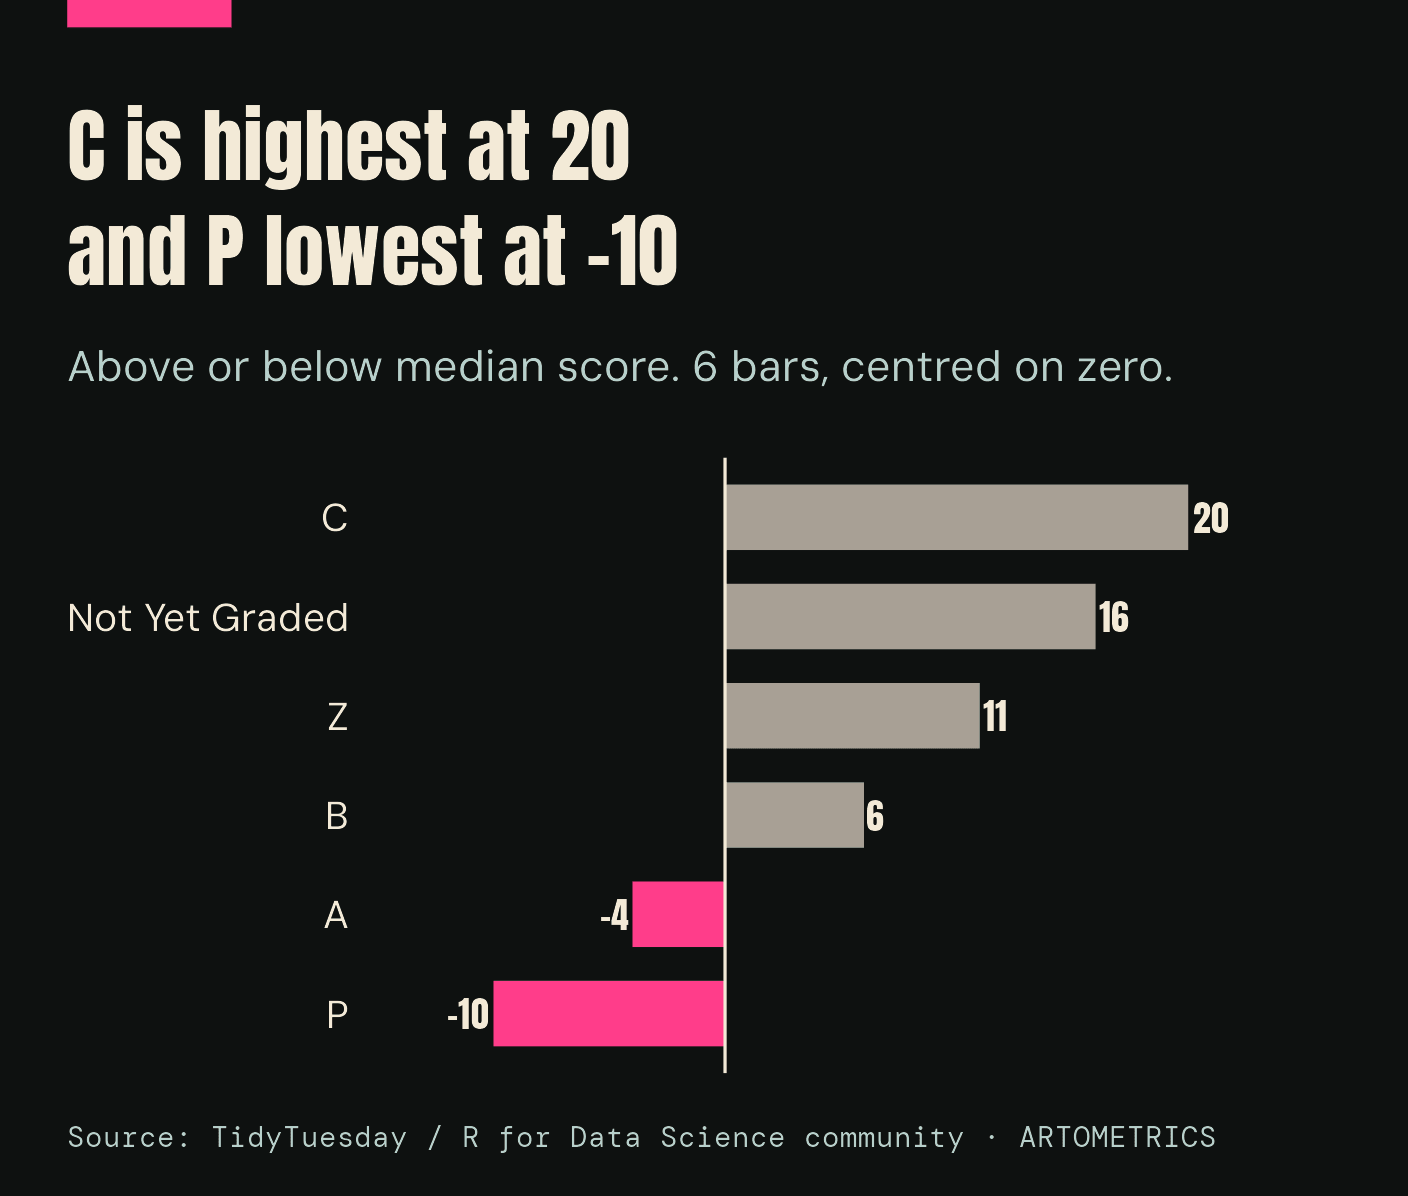 C is highest at 20
and P lowest at -10
Above or below median score. 6 bars, centred on zero.
C 20
Not Yet Graded 16
Z 11
B 6
A -4
P -10
Source: TidyTuesday / R for Data Science community · ARTOMETRICS